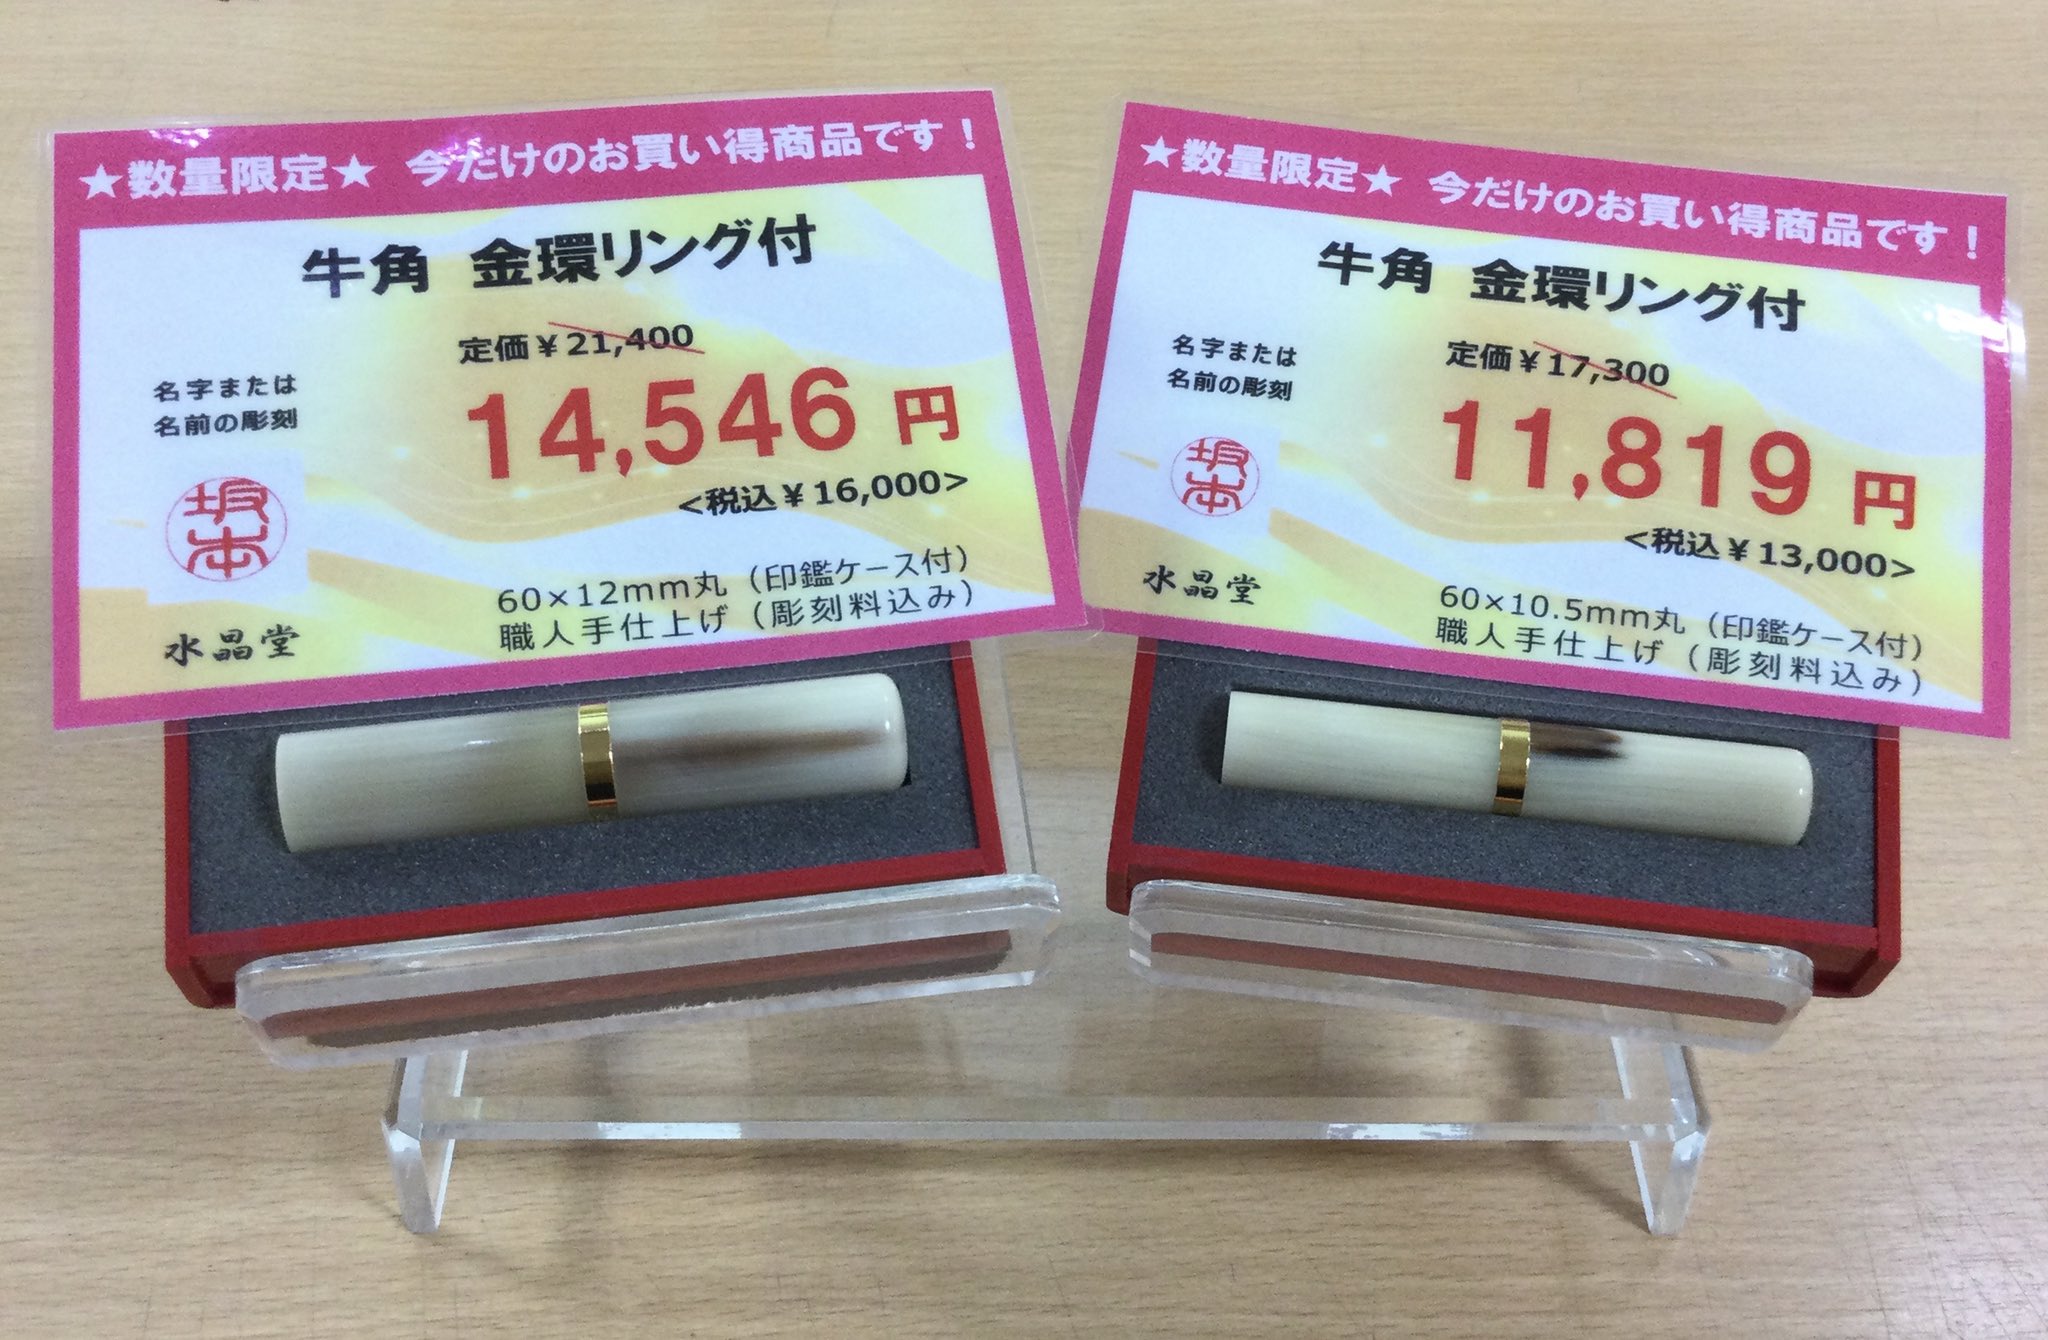 ★数量限定★ 今だけのお買い得商品です！
牛角 金環リング付
定価￥21,400
名字または
名前の彫刻
14,546 円
<税込￥16,000>
坂本
60×12mm丸（印鑑ケース付）
職人手仕上げ（彫刻料込み）
水晶堂
★数量限定★ 今だけのお買い得商品です！
牛角 金環リング付
定価￥17,300
名字または
名前の彫刻
11,819 円
<税込￥13,000>
坂本
60×10.5mm丸（印鑑ケース付）
職人手仕上げ（彫刻料込み）
水晶堂